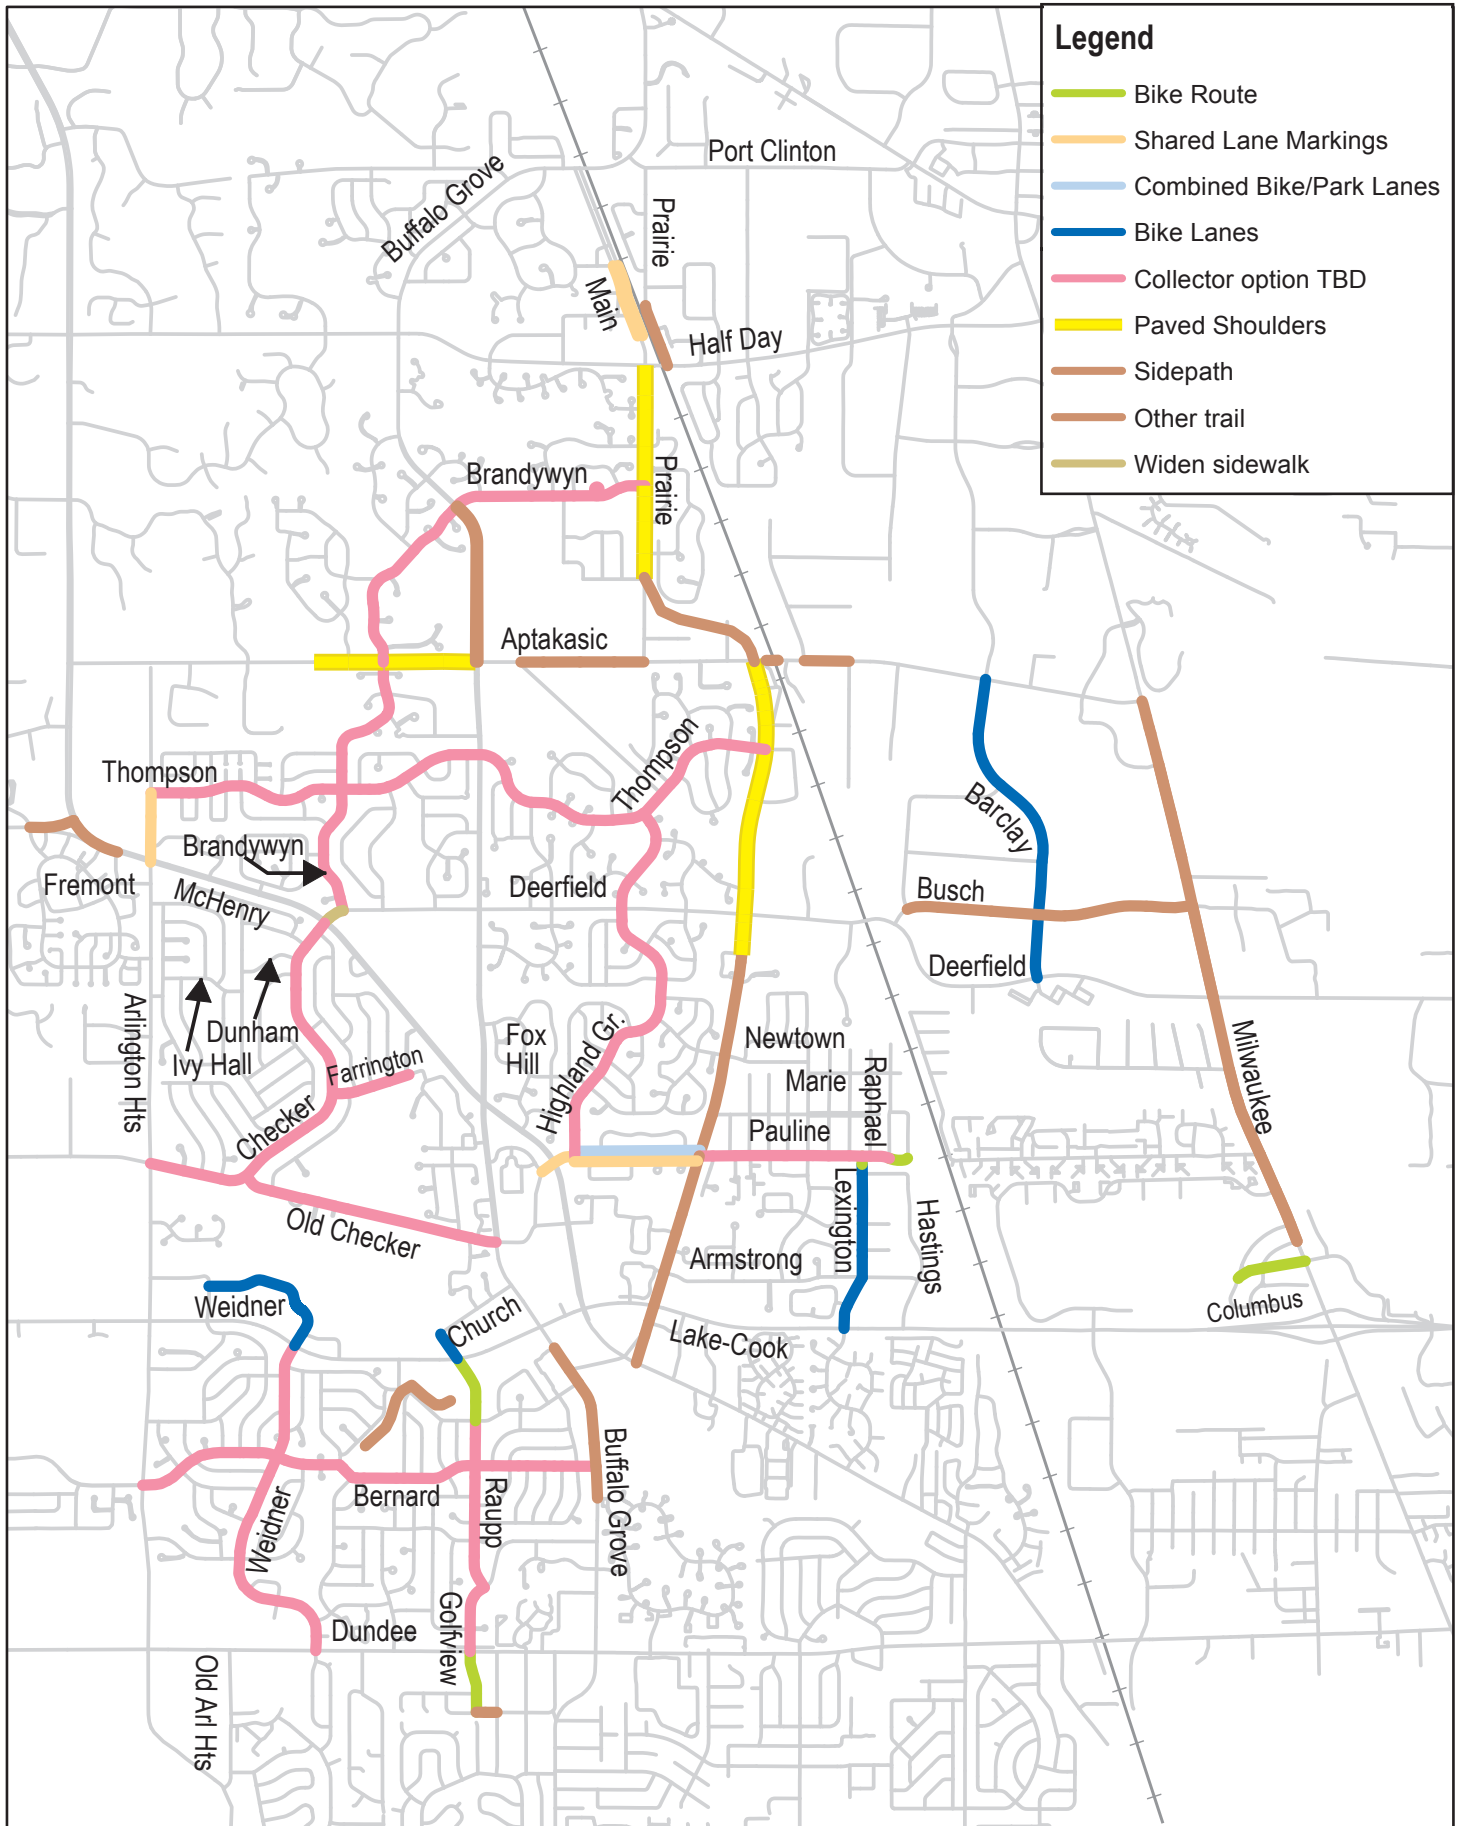 Legend
Bike Route
Shared Lane Markings
Combined Bike/Park Lanes
Bike Lanes
Collector option TBD
Paved Shoulders
Sidepath
Other trail
Widen sidewalk
Port Clinton
Buffalo Grove
Prairie
Main
Half Day
Brandywyn
Prairie
Aptakasic
Thompson
Thompson
Barclay
Brandywyn
Fremont
McHenry
Deerfield
Busch
Deerfield
Arlington Hts
Dunham
Ivy Hall
Fox
Hill
Newtown
Highland Gr.
Farrington
Marie
Raphael
Milwaukee
Checker
Pauline
Lexington
Hastings
Old Checker
Armstrong
Weidner
Church
Columbus
Lake-Cook
Buffalo Grove
Bernard
Raupp
Weidner
Dundee
Golfview
Old Arl Hts